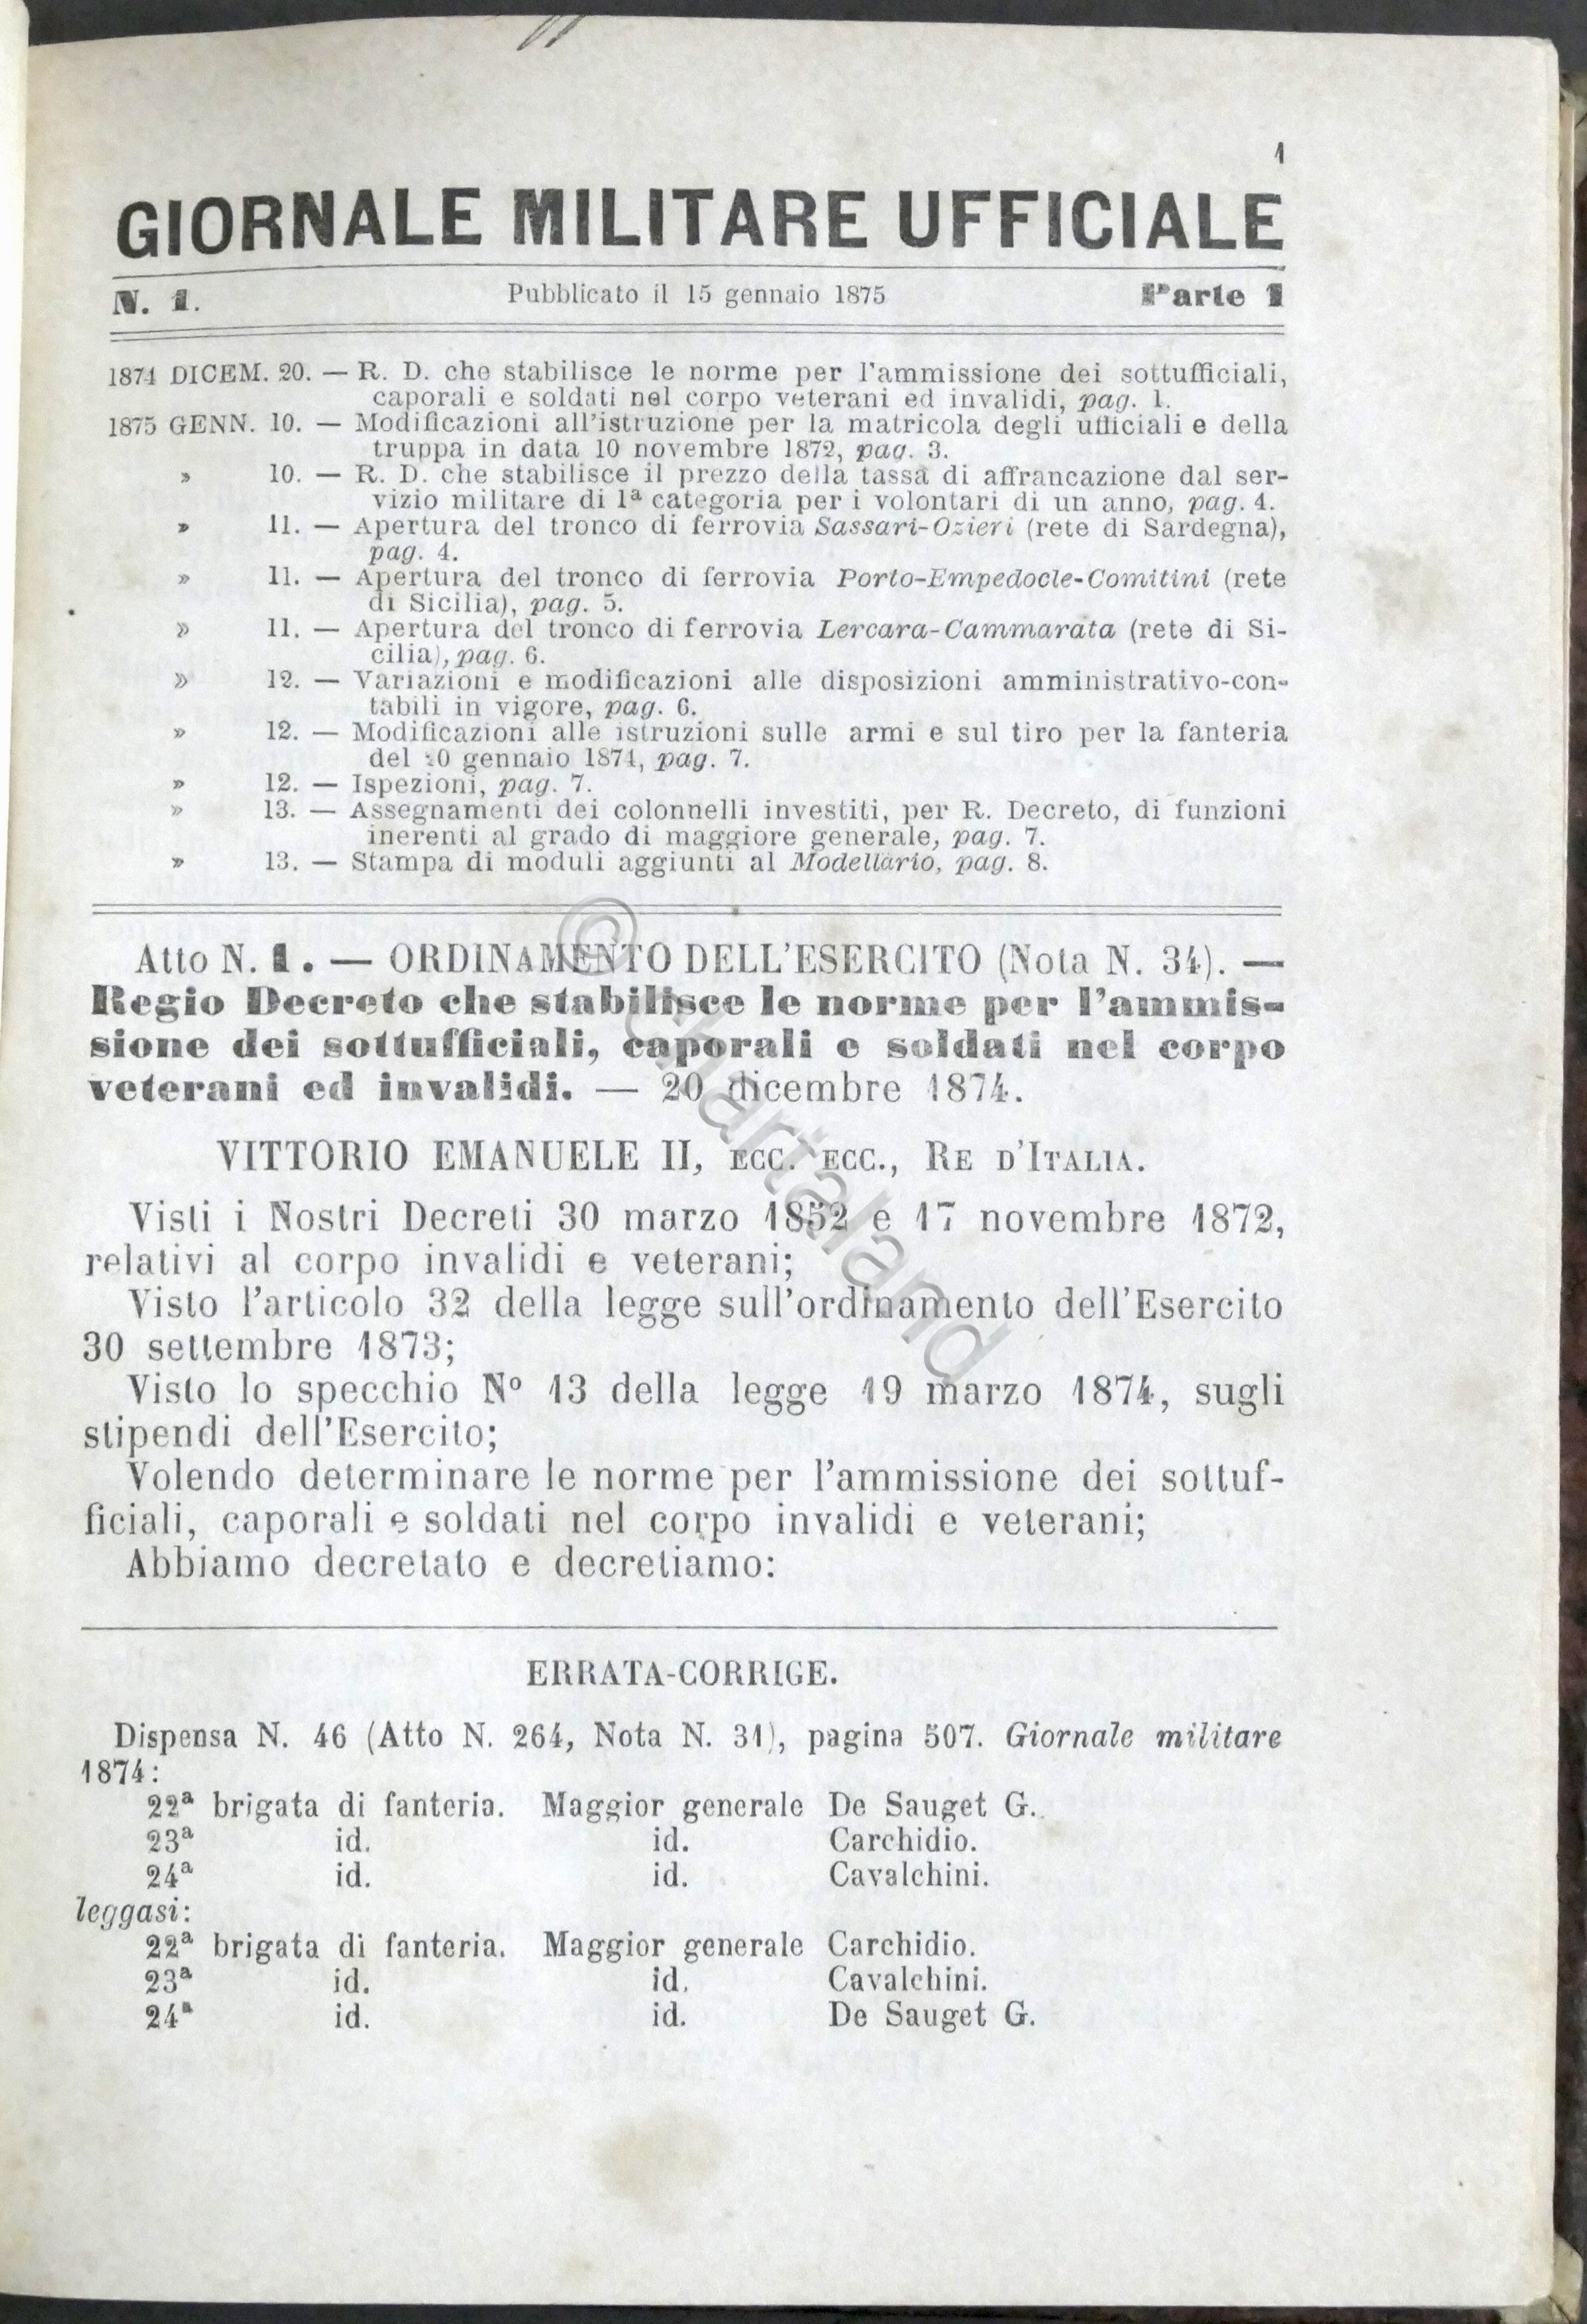 1
GIORNALE MILITARE UFFICIALE
N. 1. Pubblicato il 15 gennaio 1875 Parte 1
1874 DICEM. 20. — R. D. che stabilisce le norme per l'ammissione dei sottufficiali,
caporali e soldati nel corpo veterani ed invalidi, pag. 1.
1875 GENN. 10. — Modificazioni all'istruzione per la matricola degli ufficiali e della
truppa in data 10 novembre 1872, pag. 3.
» 10. — R. D. che stabilisce il prezzo della tassa di affrancazione dal ser-
vizio militare di 1ª categoria per i volontari di un anno, pag. 4.
» 11. — Apertura del tronco di ferrovia Sassari-Ozieri (rete di Sardegna),
pag. 4.
» 11. — Apertura del tronco di ferrovia Porto-Empedocle-Comitini (rete
di Sicilia), pag. 5.
» 11. — Apertura del tronco di ferrovia Lercara-Cammarata (rete di Si-
cilia), pag. 6.
» 12. — Variazioni e modificazioni alle disposizioni amministrativo-con-
tabili in vigore, pag. 6.
» 12. — Modificazioni alle istruzioni sulle armi e sul tiro per la fanteria
del gennaio 1874, pag. 7.
» 12. — Ispezioni, pag. 7.
» 13. — Assegnamenti dei colonnelli investiti, per R. Decreto, di funzioni
inerenti al grado di maggiore generale, pag. 7.
» 13. — Stampa di moduli aggiunti al Modellario, pag. 8.
Atto N. 1. — ORDINAMENTO DELL'ESERCITO (Nota N. 34). —
Regio Decreto che stabilisce le norme per l'ammis-
sione dei sottufficiali, caporali e soldati nel corpo
veterani ed invalidi. — 20 dicembre 1874.
VITTORIO EMANUELE II, ECC. ECC., RE D'ITALIA.
Visti i Nostri Decreti 30 marzo 1852 e 17 novembre 1872,
relativi al corpo invalidi e veterani;
Visto l'articolo 32 della legge sull'ordinamento dell'Esercito
30 settembre 1873;
Visto lo specchio Nº 13 della legge 19 marzo 1874, sugli
stipendi dell'Esercito;
Volendo determinare le norme per l'ammissione dei sottuf-
ficiali, caporali e soldati nel corpo invalidi e veterani;
Abbiamo decretato e decretiamo:
ERRATA-CORRIGE.
Dispensa N. 46 (Atto N. 264, Nota N. 31), pagina 507. Giornale militare
1874:
22ª brigata di fanteria. Maggior generale De Sauget G.
23ª id. id. Carchidio.
24ª id. id. Cavalchini.
leggasi:
22ª brigata di fanteria. Maggior generale Carchidio.
23ª id. id. Cavalchini.
24ª id. id. De Sauget G.
© Chartaland